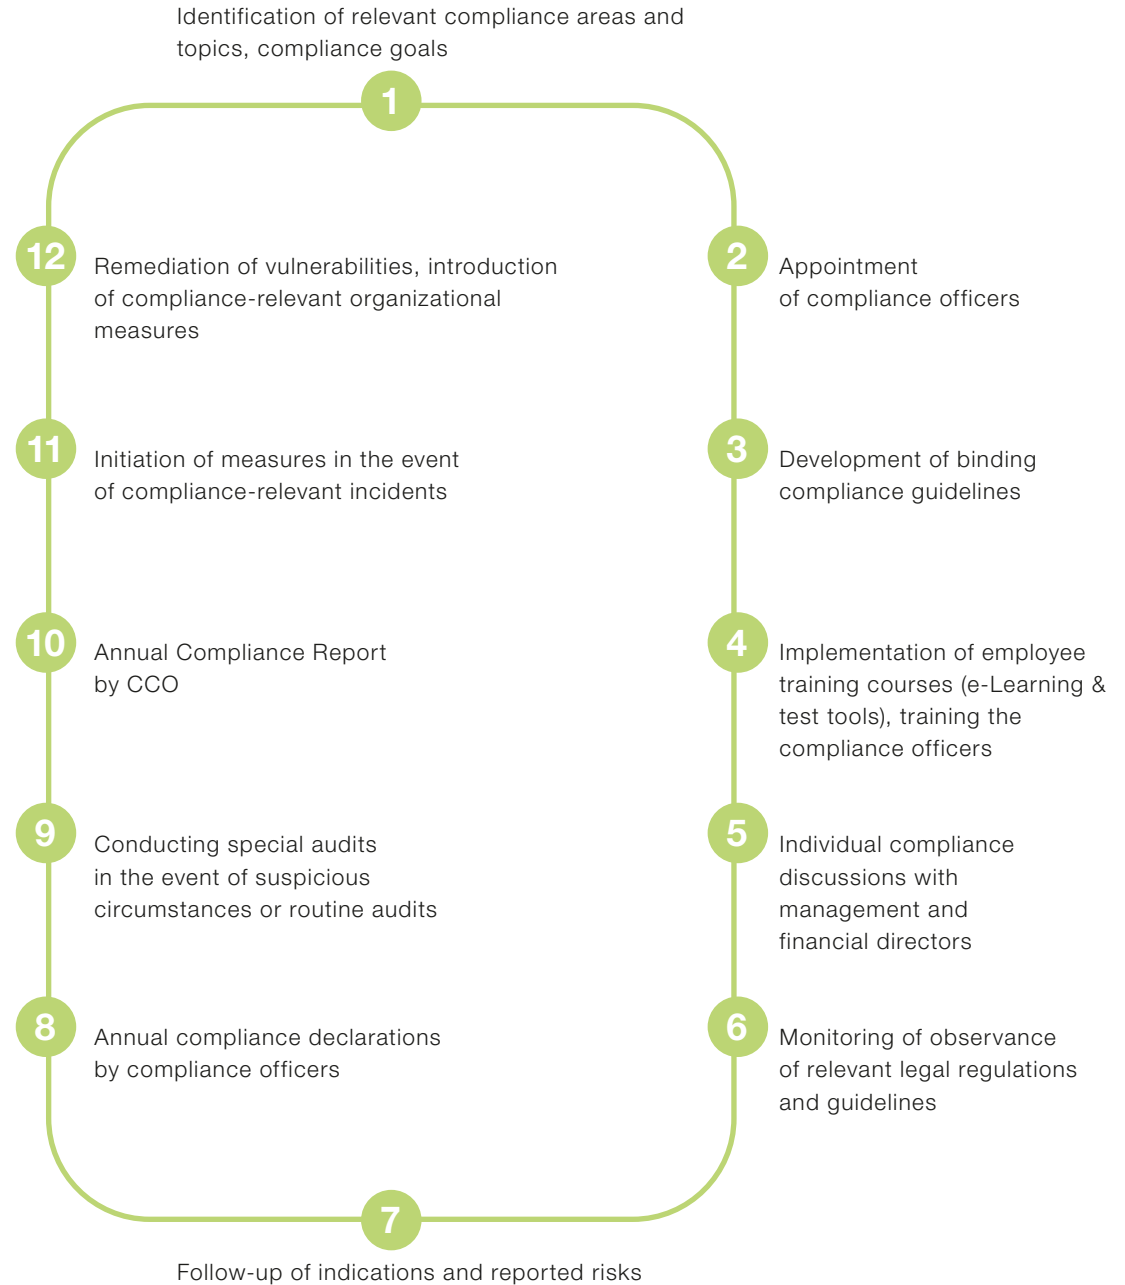 Identification of relevant compliance areas and
topics, compliance goals
1
2
Appointment
of compliance officers
3
Development of binding
compliance guidelines
4
Implementation of employee
training courses (e-Learning &
test tools), training the
compliance officers
5
Individual compliance
discussions with
management and
financial directors
6
Monitoring of observance
of relevant legal regulations
and guidelines
7
Follow-up of indications and reported risks
8
Annual compliance declarations
by compliance officers
9
Conducting special audits
in the event of suspicious
circumstances or routine audits
10
Annual Compliance Report
by CCO
11
Initiation of measures in the event
of compliance-relevant incidents
12
Remediation of vulnerabilities, introduction
of compliance-relevant organizational
measures